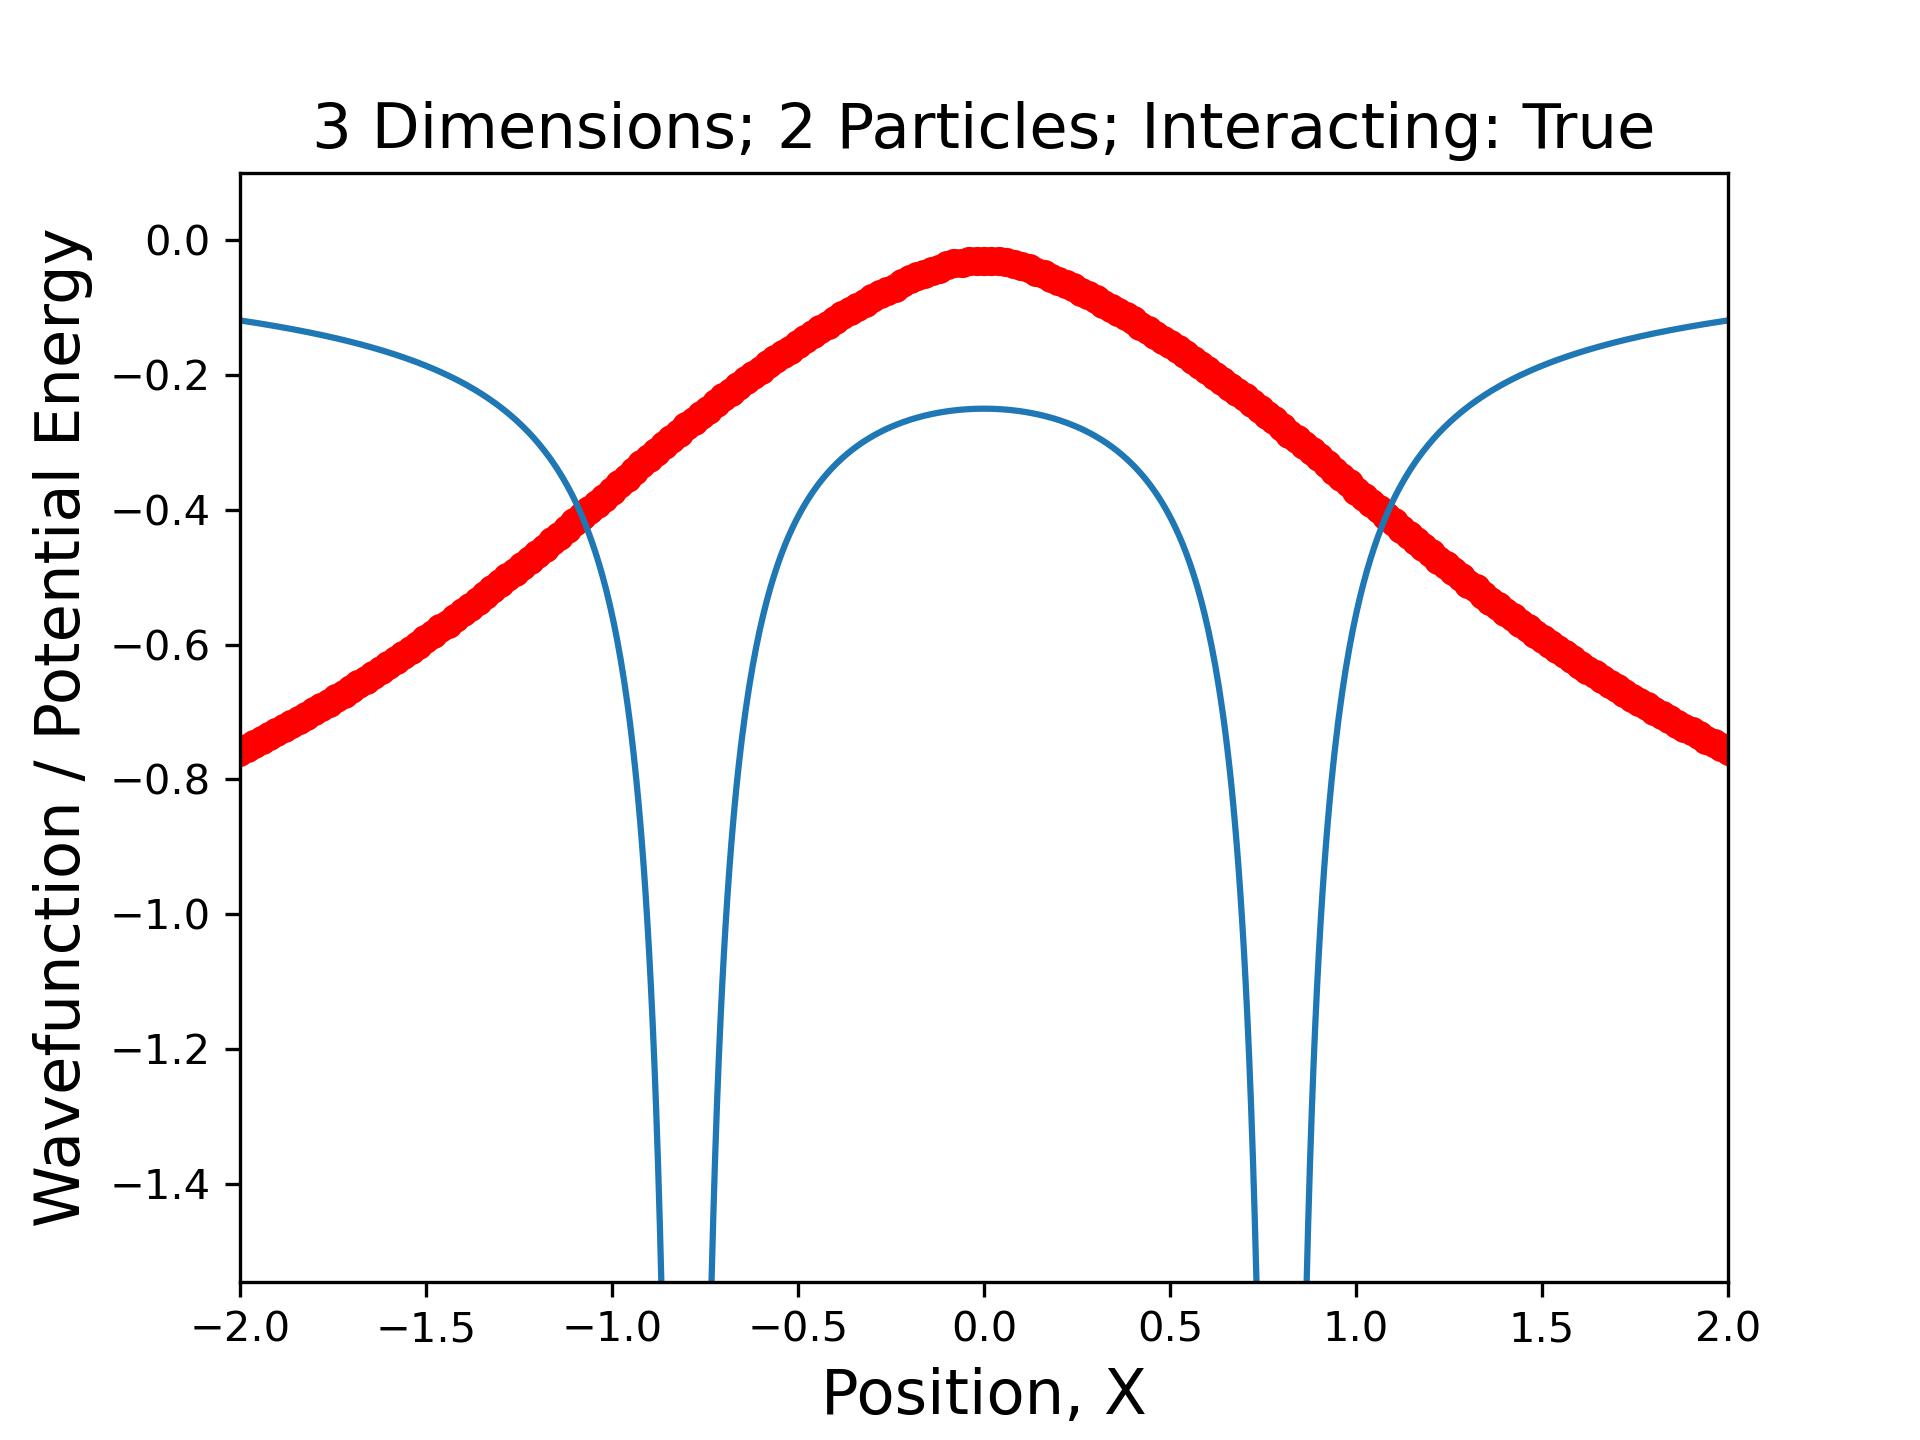 3 Dimensions; 2 Particles; Interacting: True
Wavefunction / Potential Energy
0.0
−0.2
−0.4
−0.6
−0.8
−1.0
−1.2
−1.4
−2.0 −1.5 −1.0 −0.5 0.0 0.5 1.0 1.5 2.0
Position, X